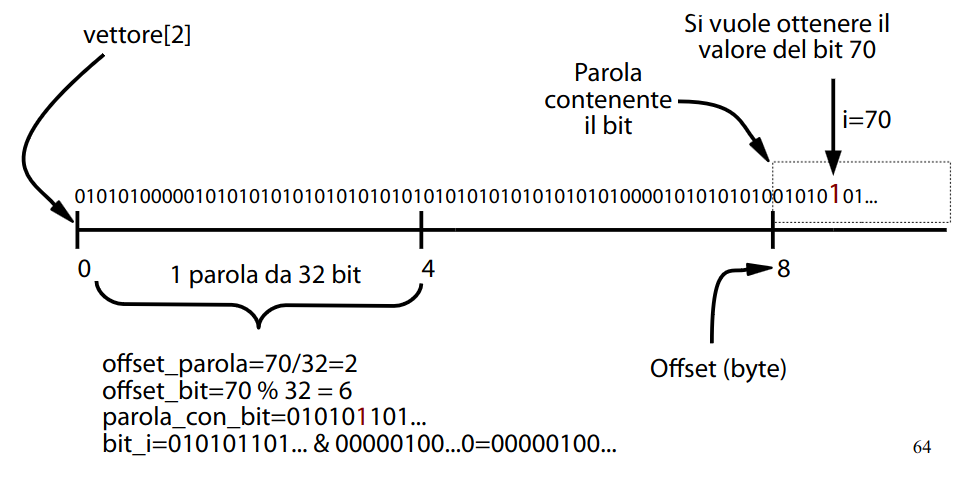 vettore[2]
Si vuole ottenere il
valore del bit 70
Parola
contenente
il bit
i=70
010101000001010101010101010101010101010101010101010000101010101001010101...
0
1 parola da 32 bit
4
8
offset_parola=70/32=2
offset_bit=70 % 32 = 6
parola_con_bit=010101101...
bit_i=010101101... & 00000100...0=00000100...
Offset (byte)
64